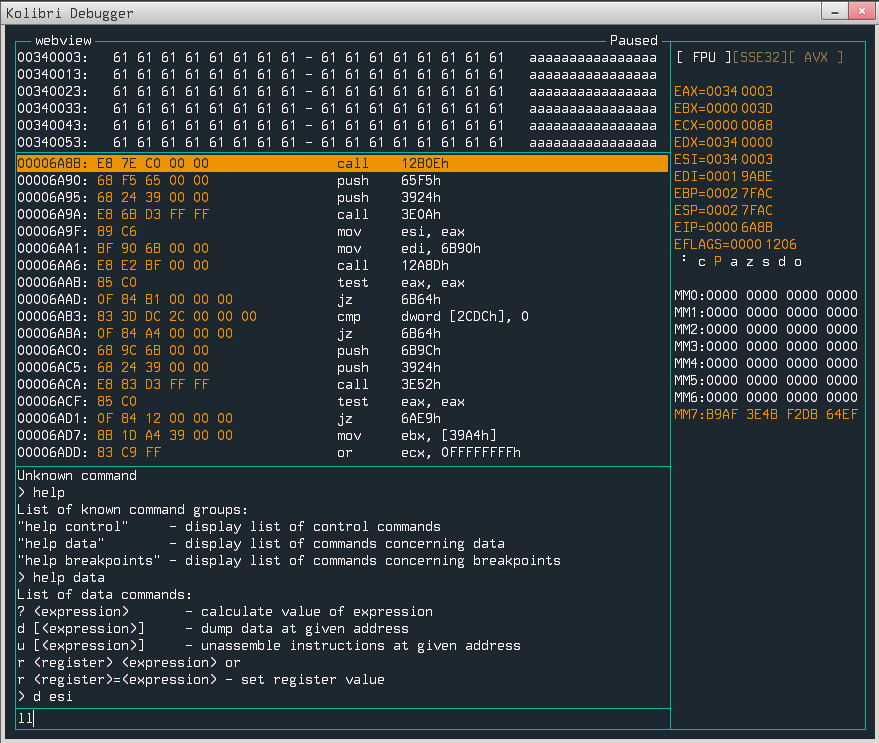 Kolibri Debugger
webview Paused
00340003: 61 61 61 61 61 61 61 61 - 61 61 61 61 61 61 61 61 aaaaaaaaaaaaaaaa
00340013: 61 61 61 61 61 61 61 61 - 61 61 61 61 61 61 61 61 aaaaaaaaaaaaaaaa
00340023: 61 61 61 61 61 61 61 61 - 61 61 61 61 61 61 61 61 aaaaaaaaaaaaaaaa
00340033: 61 61 61 61 61 61 61 61 - 61 61 61 61 61 61 61 61 aaaaaaaaaaaaaaaa
00340043: 61 61 61 61 61 61 61 61 - 61 61 61 61 61 61 61 61 aaaaaaaaaaaaaaaa
00340053: 61 61 61 61 61 61 61 61 - 61 61 61 61 61 61 61 61 aaaaaaaaaaaaaaaa
00006A8B: E8 7E C0 00 00 call 12B0Eh
00006A90: 68 F5 65 00 00 push 65F5h
00006A95: 68 24 39 00 00 push 3924h
00006A9A: E8 6B D3 FF FF call 3E0Ah
00006A9F: 89 C6 mov esi, eax
00006AA1: BF 90 6B 00 00 mov edi, 6B90h
00006AA6: E8 E2 BF 00 00 call 12A8Dh
00006AAB: 85 C0 test eax, eax
00006AAD: 0F 84 B1 00 00 00 jz 6B64h
00006AB3: 83 3D DC 2C 00 00 00 cmp dword [2CDCh], 0
00006ABA: 0F 84 A4 00 00 00 jz 6B64h
00006AC0: 68 9C 6B 00 00 push 6B9Ch
00006AC5: 68 24 39 00 00 push 3924h
00006ACA: E8 83 D3 FF FF call 3E52h
00006ACF: 85 C0 test eax, eax
00006AD1: 0F 84 12 00 00 00 jz 6AE9h
00006AD7: 8B 1D A4 39 00 00 mov ebx, [39A4h]
00006ADD: 83 C9 FF or ecx, 0FFFFFFFFh
Unknown command
> help
List of known command groups:
"help control" - display list of control commands
"help data" - display list of commands concerning data
"help breakpoints" - display list of commands concerning breakpoints
> help data
List of data commands:
? <expression> - calculate value of expression
d [<expression>] - dump data at given address
u [<expression>] - unassemble instructions at given address
r <register> <expression> or
r <register>=<expression> - set register value
> d esi
ll
[ FPU ][SSE32][ AVX ]
EAX=0034 0003
EBX=0000 003D
ECX=0000 0068
EDX=0034 0000
ESI=0034 0003
EDI=0001 9ABE
EBP=0002 7FAC
ESP=0002 7FAC
EIP=0000 6A8B
EFLAGS=0000 1206
: c P a z s d o
MM0:0000 0000 0000 0000
MM1:0000 0000 0000 0000
MM2:0000 0000 0000 0000
MM3:0000 0000 0000 0000
MM4:0000 0000 0000 0000
MM5:0000 0000 0000 0000
MM6:0000 0000 0000 0000
MM7:B9AF 3E4B F2DB 64EF